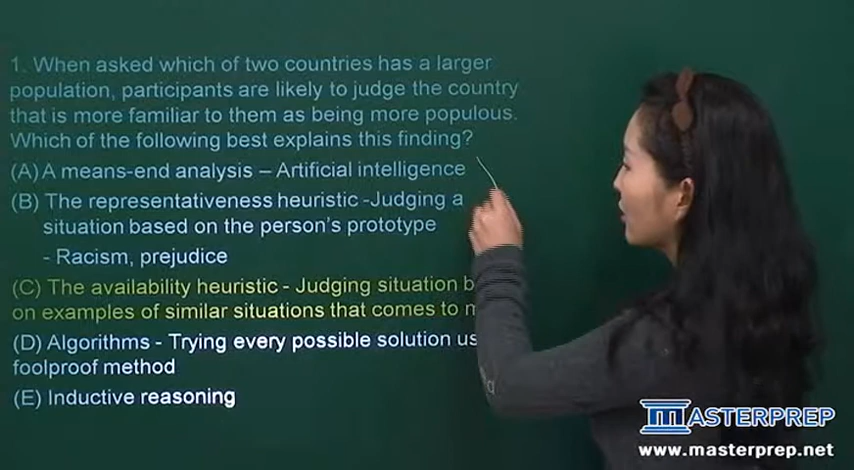 1. When asked which of two countries has a larger
population, participants are likely to judge the country
that is more familiar to them as being more populous.
Which of the following best explains this finding?
(A) A means-end analysis – Artificial intelligence
(B) The representativeness heuristic -Judging a
situation based on the person's prototype
- Racism, prejudice
(C) The availability heuristic - Judging situation
on examples of similar situations that comes to
(D) Algorithms - Trying every possible solution
foolproof method
(E) Inductive reasoning
MASTERPREP
www.masterprep.net